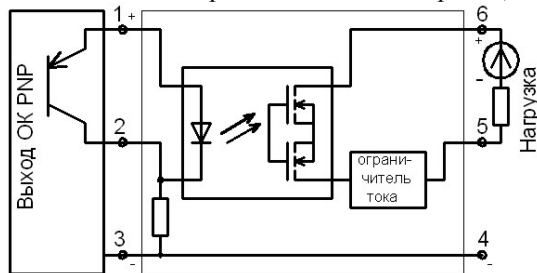 1 +
2
3 -
Выход ОК PNP
ограни-
читель
тока
6
+
-
5
4
-
Нагрузка